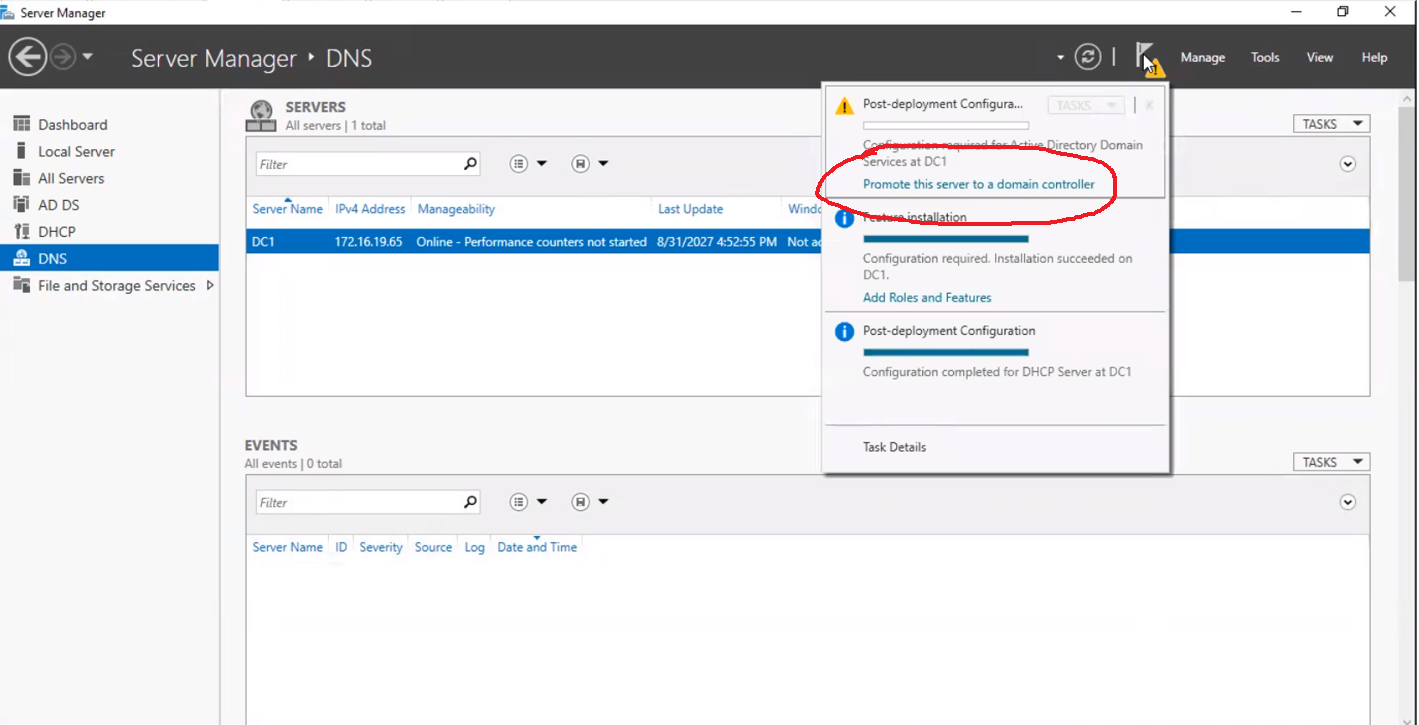 Server Manager
Server Manager ‣ DNS
Manage Tools View Help
Dashboard
Local Server
All Servers
AD DS
DHCP
DNS
File and Storage Services
SERVERS
All servers | 1 total
TASKS
Filter
Server Name IPv4 Address Manageability Last Update Windo
DC1 172.16.19.65 Online - Performance counters not started 8/31/2027 4:52:55 PM Not ac
Post-deployment Configura...
TASKS
Configuration required for Active Directory Domain
Services at DC1
Promote this server to a domain controller
Feature installation
Configuration required. Installation succeeded on
DC1.
Add Roles and Features
Post-deployment Configuration
Configuration completed for DHCP Server at DC1
Task Details
EVENTS
All events | 0 total
TASKS
Filter
Server Name ID Severity Source Log Date and Time